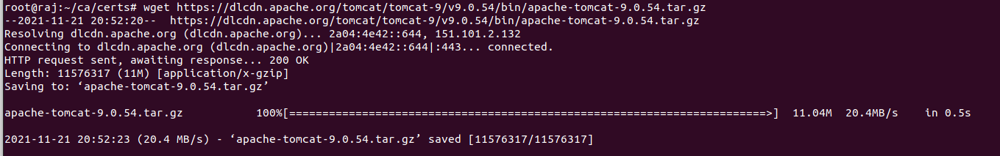 root@raj:~/ca/certs# wget https://dlcdn.apache.org/tomcat/tomcat-9/v9.0.54/bin/apache-tomcat-9.0.54.tar.gz
--2021-11-21 20:52:20--  https://dlcdn.apache.org/tomcat/tomcat-9/v9.0.54/bin/apache-tomcat-9.0.54.tar.gz
Resolving dlcdn.apache.org (dlcdn.apache.org)... 2a04:4e42::644, 151.101.2.132
Connecting to dlcdn.apache.org (dlcdn.apache.org)|2a04:4e42::644|:443... connected.
HTTP request sent, awaiting response... 200 OK
Length: 11576317 (11M) [application/x-gzip]
Saving to: ‘apache-tomcat-9.0.54.tar.gz’
apache-tomcat-9.0.54.tar.gz           100%[========================================================================>]  11.04M  20.4MB/s    in 0.5s
2021-11-21 20:52:23 (20.4 MB/s) - ‘apache-tomcat-9.0.54.tar.gz’ saved [11576317/11576317]